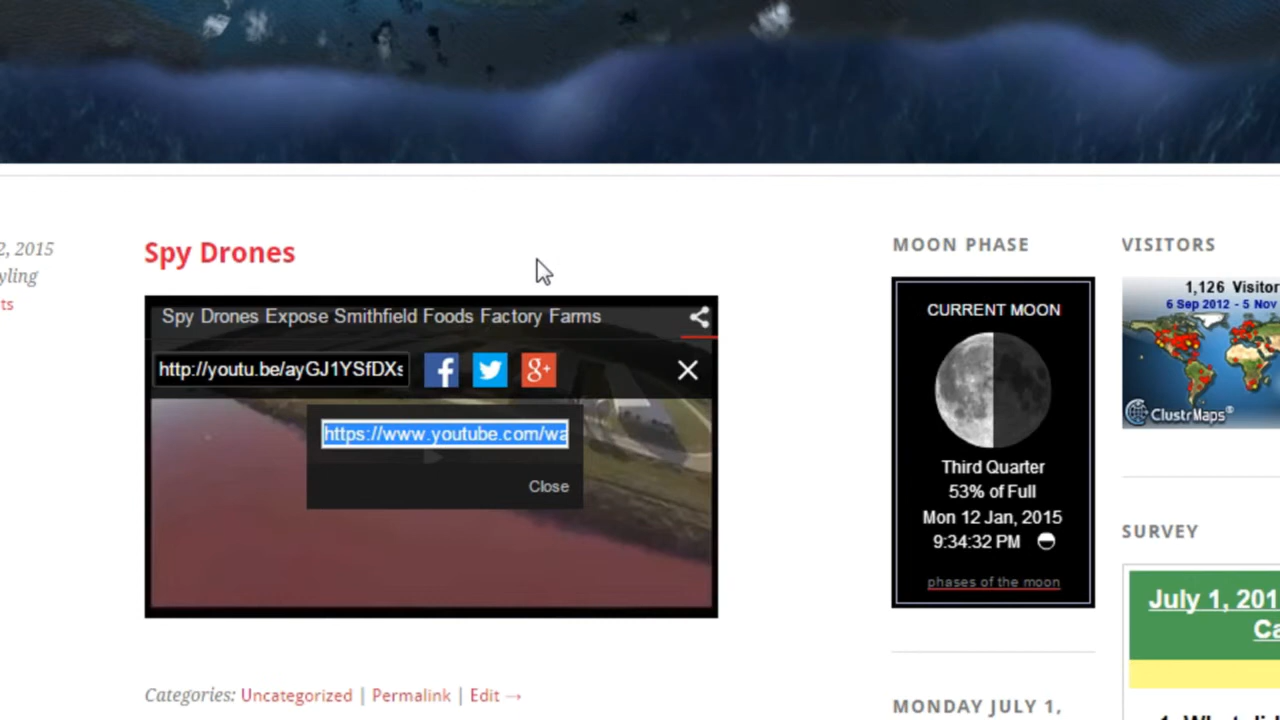 2, 2015
yling
ts
Spy Drones
Spy Drones Expose Smithfield Foods Factory Farms
http://youtu.be/ayGJ1YSfDXs
https://www.youtube.com/wa
Close
Categories: Uncategorized | Permalink | Edit →
MOON PHASE
CURRENT MOON
Third Quarter
53% of Full
Mon 12 Jan, 2015
9:34:32 PM
phases of the moon
MONDAY JULY 1,
VISITORS
1,126 Visitor
6 Sep 2012 - 5 Nov
ClustrMaps®
SURVEY
July 1, 201
Ca
1. What did